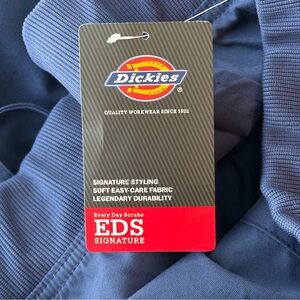 Dickies
®
QUALITY WORKWEAR SINCE 1922
SIGNATURE STYLING
SOFT EASY-CARE FABRIC
LEGENDARY DURABILITY
Every Day Scrubs
EDS
SIGNATURE